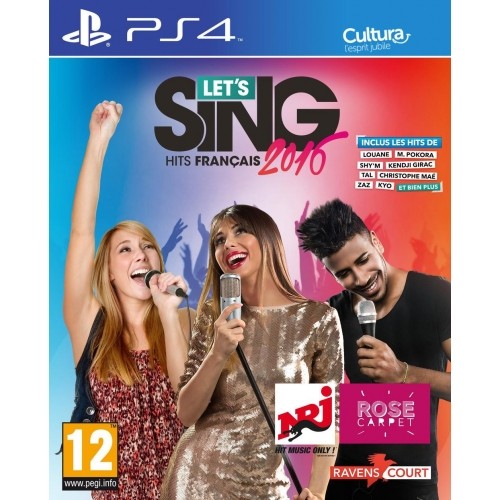 PS4
Cultura
l'esprit jubile
LET'S
SING
HITS FRANÇAIS 2016
INCLUS LES HITS DE
LOUANE M. POKORA
SHY'M KENDJI GIRAC
TAL CHRISTOPHE MAÉ
ZAZ KYO ET BIEN PLUS
NRJ
HIT MUSIC ONLY !
ROSE
CARPET
12
www.pegi.info
RAVENSCOURT